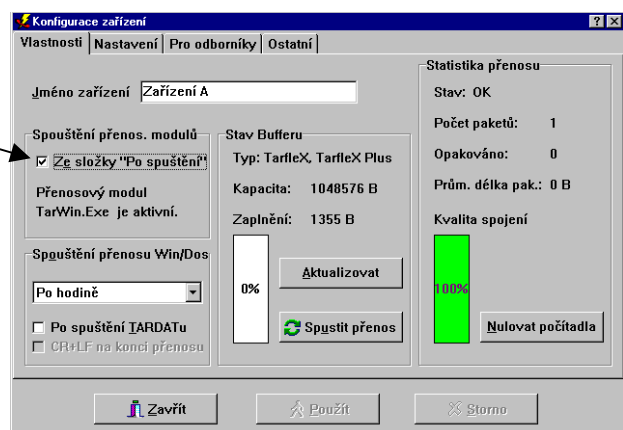 Konfigurace zařízení
Vlastnosti Nastavení Pro odborníky Ostatní
Jméno zařízení Zařízení A
Spouštění přenos. modulů
Ze složky "Po spuštění"
Přenosový modul
TarWin.Exe je aktivní.
Spouštění přenosu Win/Dos
Po hodině
Po spuštění TARDATu
CR+LF na konci přenosu
Stav Bufferu
Typ: TarfleX, TarfleX Plus
Kapacita: 1048576 B
Zaplnění: 1355 B
0%
Aktualizovat
Spustit přenos
Statistika přenosu
Stav: OK
Počet paketů: 1
Opakováno: 0
Prům. délka pak.: 0 B
Kvalita spojení
100%
Nulovat počítadla
Zavřít
Použít
Storno